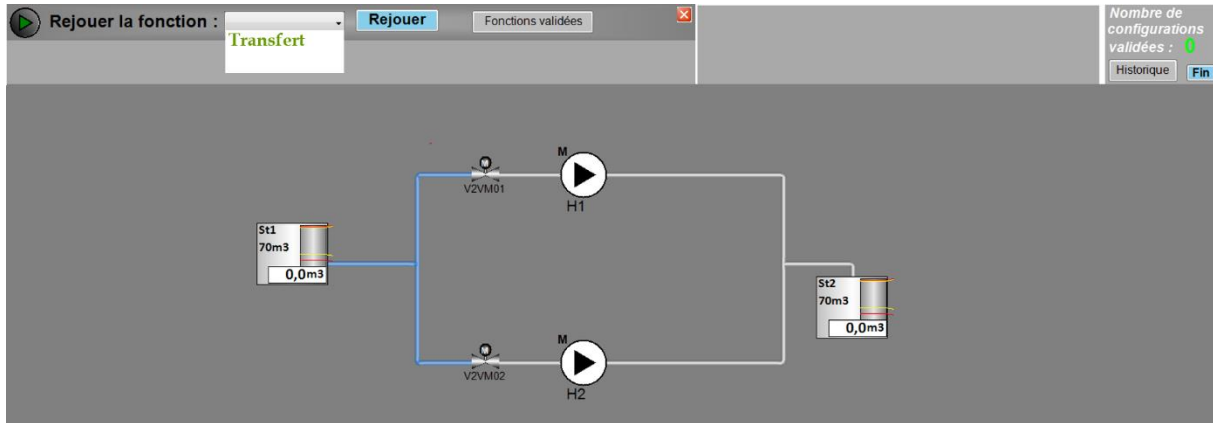 Rejouer la fonction :
Rejouer
Fonctions validées
Transfert
Nombre de
configurations
validées : 0
Historique
Fin
M
V2VM01
M
H1
St1
70m3
0,0m3
St2
70m3
0,0m3
M
V2VM02
M
H2